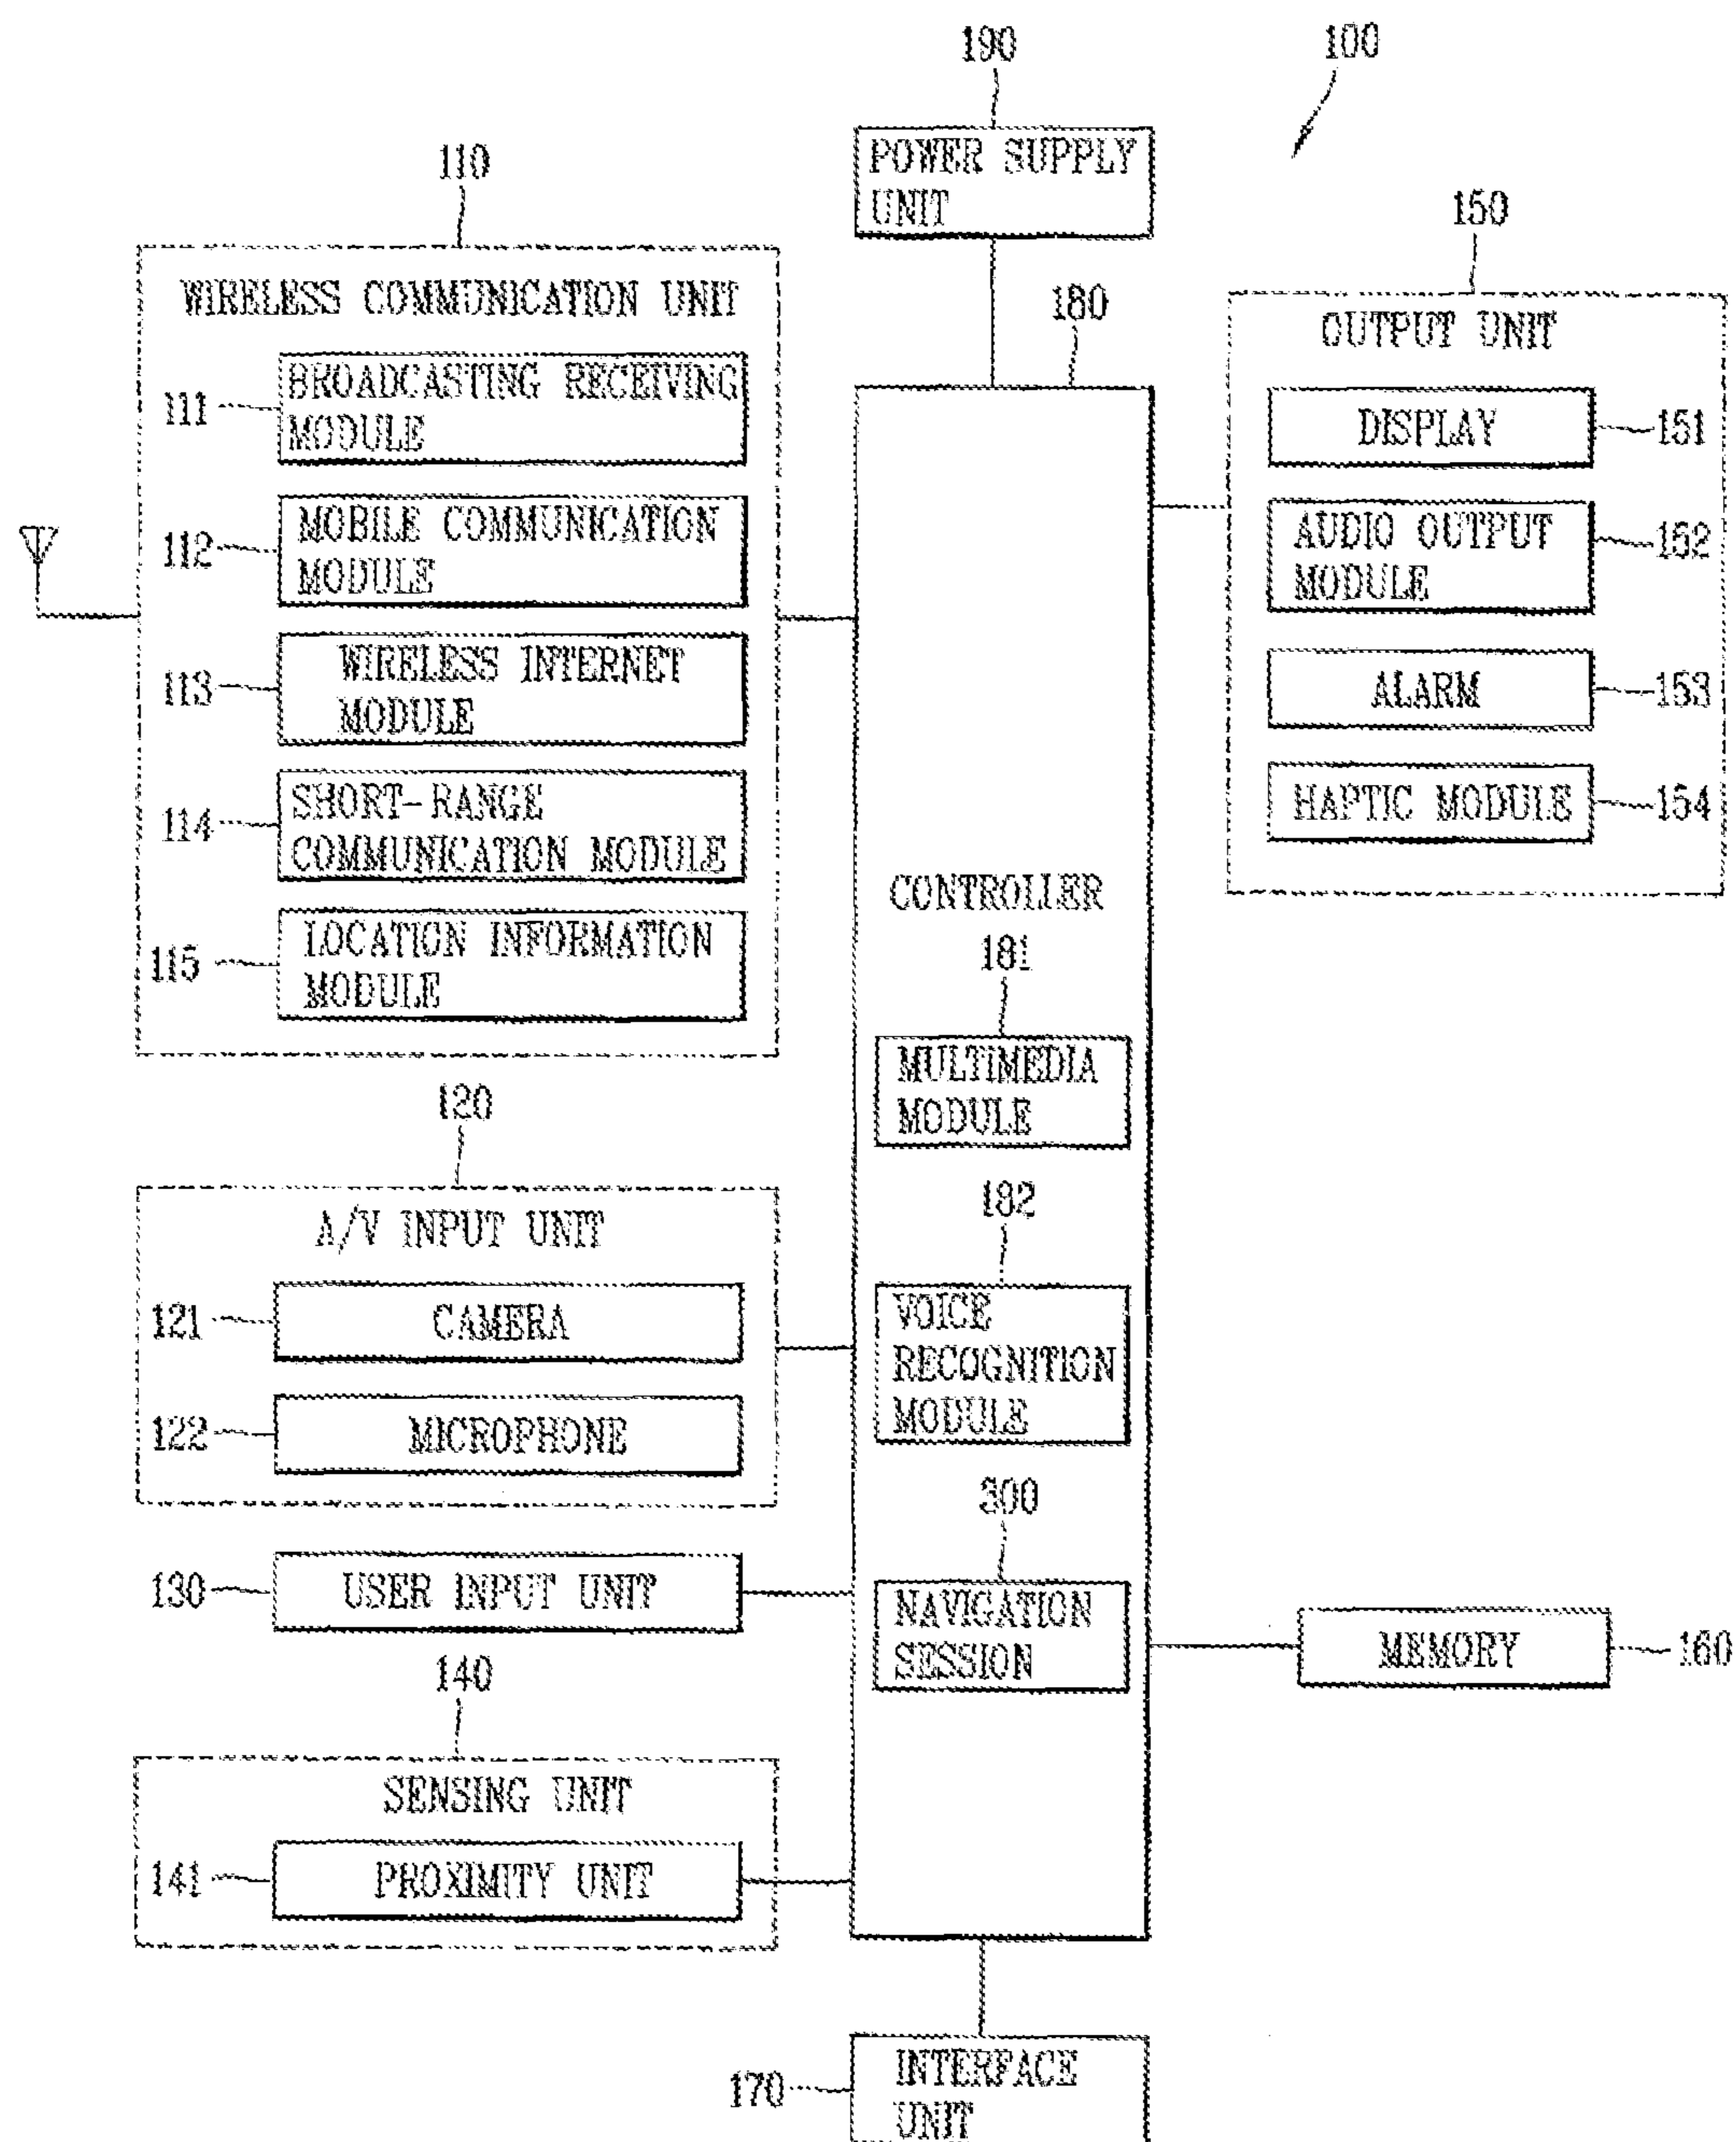 190
100
POWER SUPPLY
UNIT
110
150
WIRELESS COMMUNICATION UNIT
180
OUTPUT UNIT
111
BROADCASTING RECEIVING
MODULE
DISPLAY
151
112
MOBILE COMMUNICATION
MODULE
AUDIO OUTPUT
MODULE
152
113
WIRELESS INTERNET
MODULE
ALARM
153
114
SHORT-RANGE
COMMUNICATION MODULE
HAPTIC MODULE
154
CONTROLLER
115
LOCATION INFORMATION
MODULE
181
MULTIMEDIA
MODULE
120
A/V INPUT UNIT
182
121
CAMERA
VOICE
RECOGNITION
MODULE
122
MICROPHONE
300
130
USER INPUT UNIT
NAVIGATION
SESSION
MEMORY
160
140
SENSING UNIT
141
PROXIMITY UNIT
170
INTERFACE
UNIT